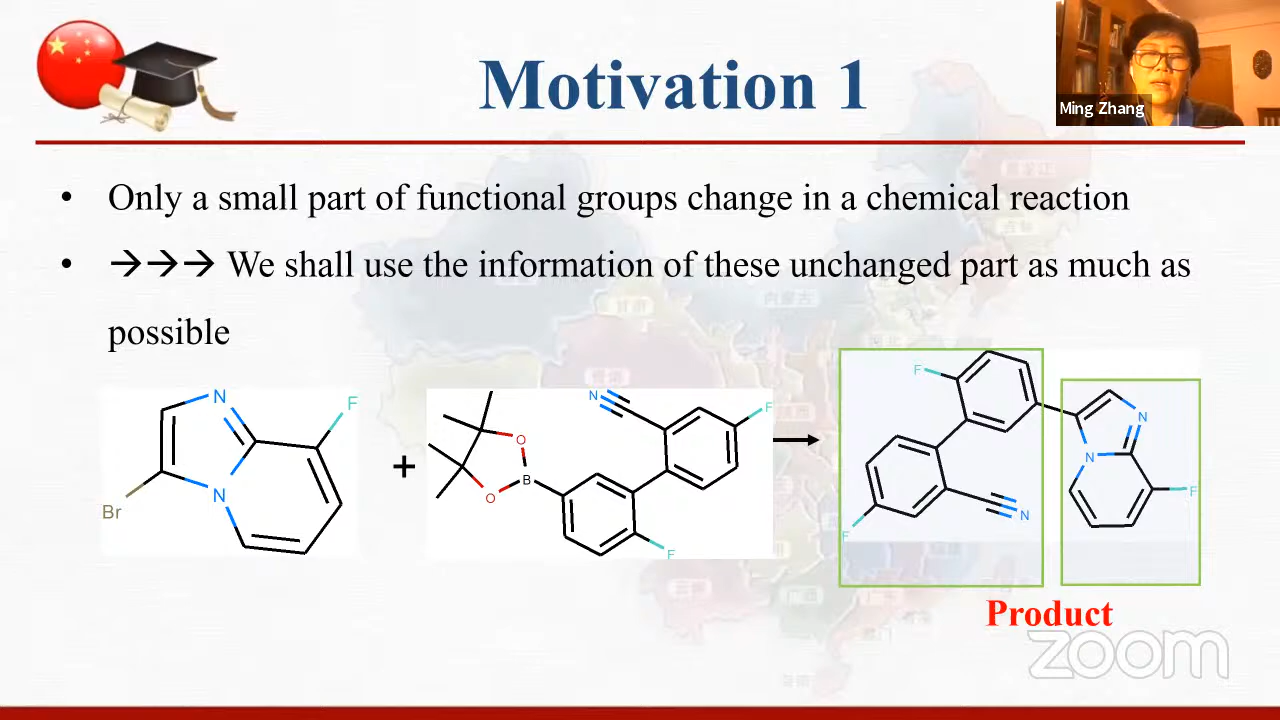 Motivation 1
Ming Zhang
• Only a small part of functional groups change in a chemical reaction
• →→→ We shall use the information of these unchanged part as much as
possible
N
F
N
Br
+
O
O
B
N
F
F
F
F
N
N
N
F
Product
zoom